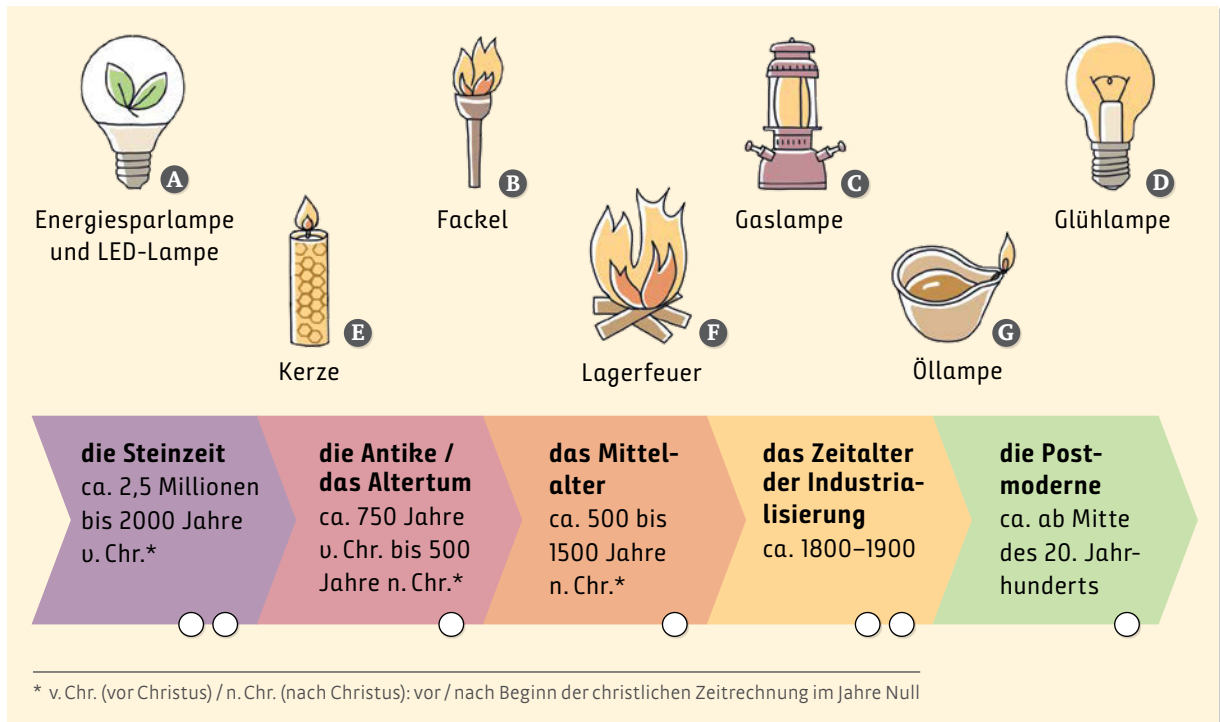 A
Energiesparlampe
und LED-Lampe
B
Fackel
C
Gaslampe
D
Glühlampe
E
Kerze
F
Lagerfeuer
G
Öllampe
die Steinzeit
ca. 2,5 Millionen
bis 2000 Jahre
v. Chr.*
die Antike /
das Altertum
ca. 750 Jahre
v. Chr. bis 500
Jahre n. Chr.*
das Mittel-
alter
ca. 500 bis
1500 Jahre
n. Chr.*
das Zeitalter
der Industria-
lisierung
ca. 1800–1900
die Post-
moderne
ca. ab Mitte
des 20. Jahr-
hunderts
* v. Chr. (vor Christus) / n. Chr. (nach Christus): vor / nach Beginn der christlichen Zeitrechnung im Jahre Null